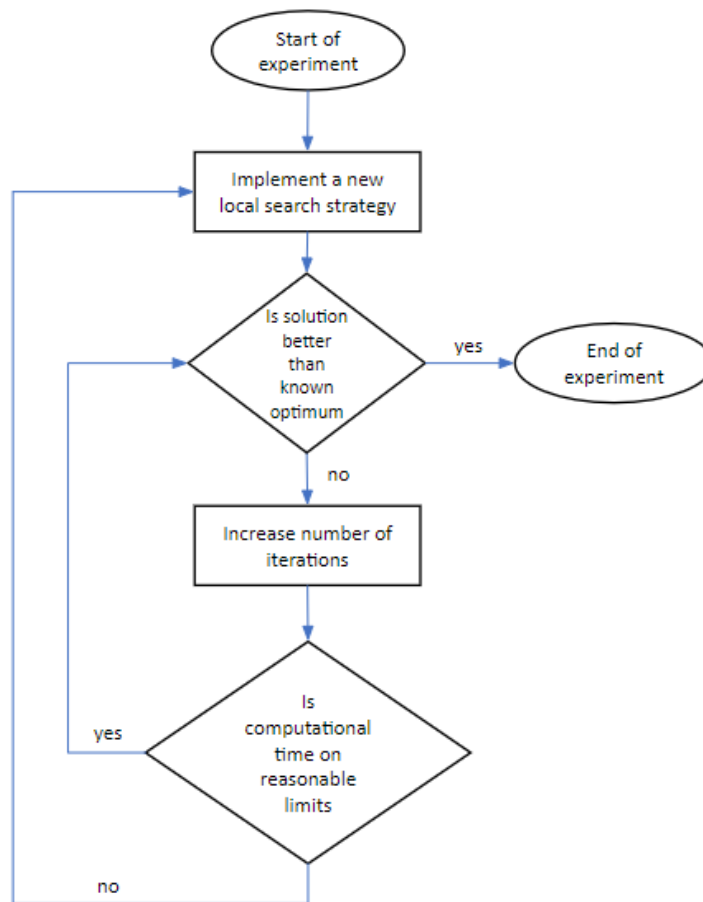 Start of
experiment
Implement a new
local search strategy
Is solution
better
than
known
optimum
yes
End of
experiment
no
Increase number of
iterations
Is
computational
time on
reasonable
limits
yes
no